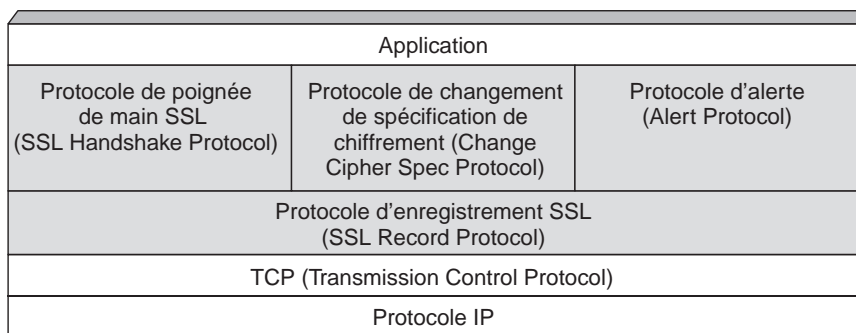 Application
Protocole de poignée
de main SSL
(SSL Handshake Protocol)
Protocole de changement
de spécification de
chiffrement (Change
Cipher Spec Protocol)
Protocole d'alerte
(Alert Protocol)
Protocole d'enregistrement SSL
(SSL Record Protocol)
TCP (Transmission Control Protocol)
Protocole IP